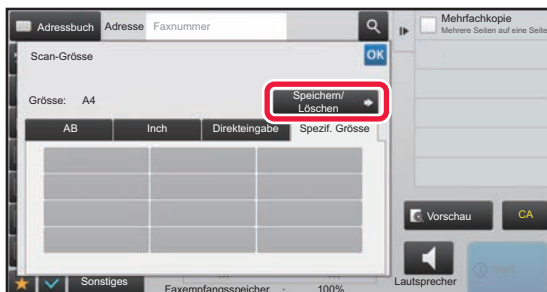 Adressbuch Adresse Faxnummer
Mehrfachkopie
Mehrere Seiten auf eine Seite
Scan-Grösse
OK
Grösse: A4
Speichern/
Löschen
AB Inch Direkteingabe Spezif. Grösse
Vorschau CA
Sonstiges
Faxempfangsspeicher : 100%
Lautsprecher
Start